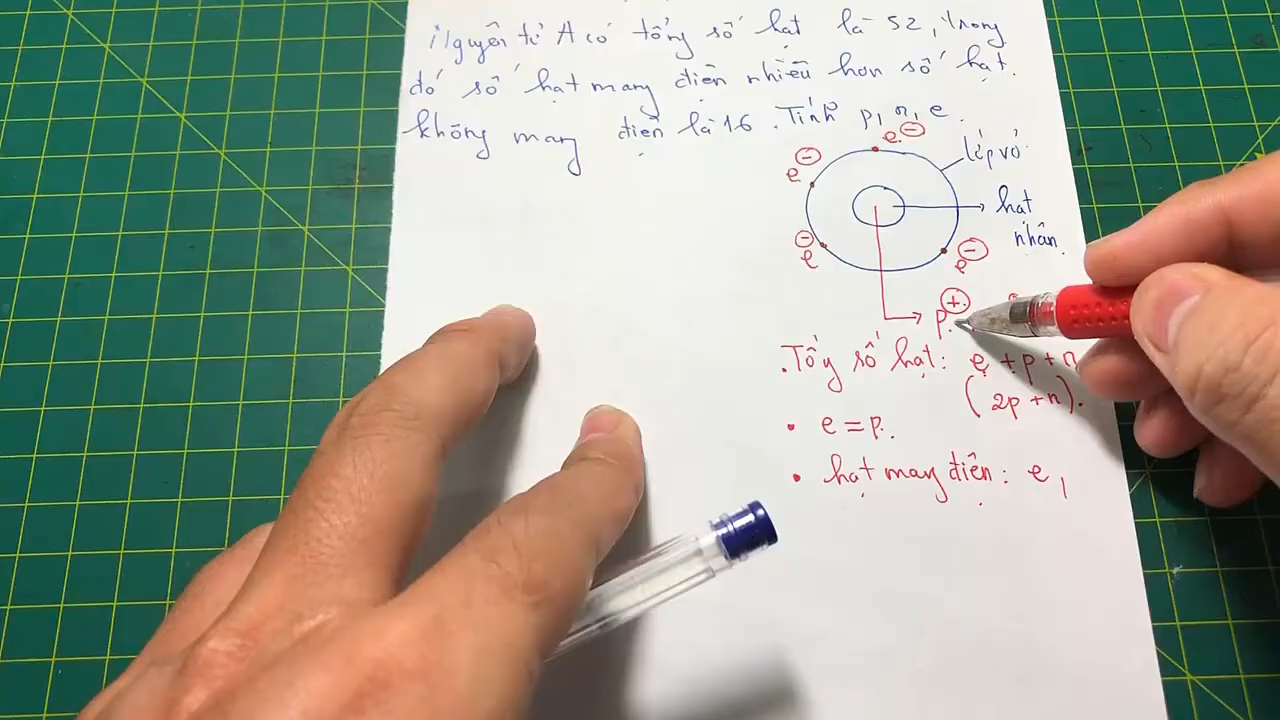 Nguyên tử A có tổng số hạt là 52, trong
đó số hạt mang điện nhiều hơn số hạt
không mang điện là 16. Tính p, n, e.
e⊖
lớp vỏ
e⊖
hạt
nhân
e⊖
e⊖
p⊕
.Tổng số hạt: e + p + n
(2p + n).
• e = p.
• hạt mang điện: e,